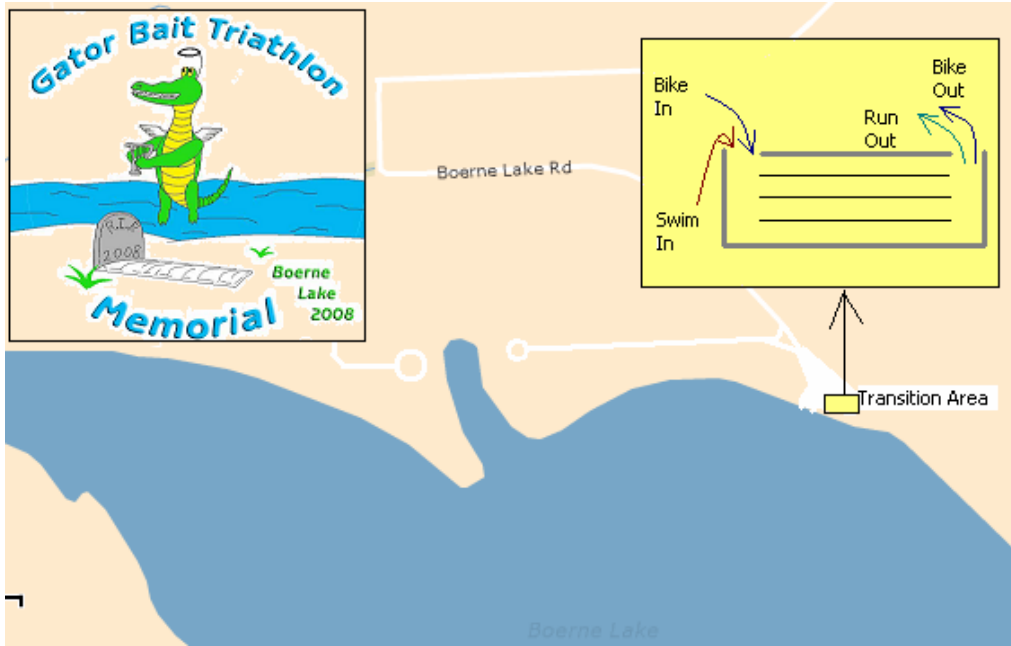 Gator Bait Triathlon
R.I.P
2008
Boerne
Lake
2008
Memorial
Boerne Lake Rd
Bike
In
Bike
Out
Run
Out
Swim
In
Transition Area
Boerne Lake